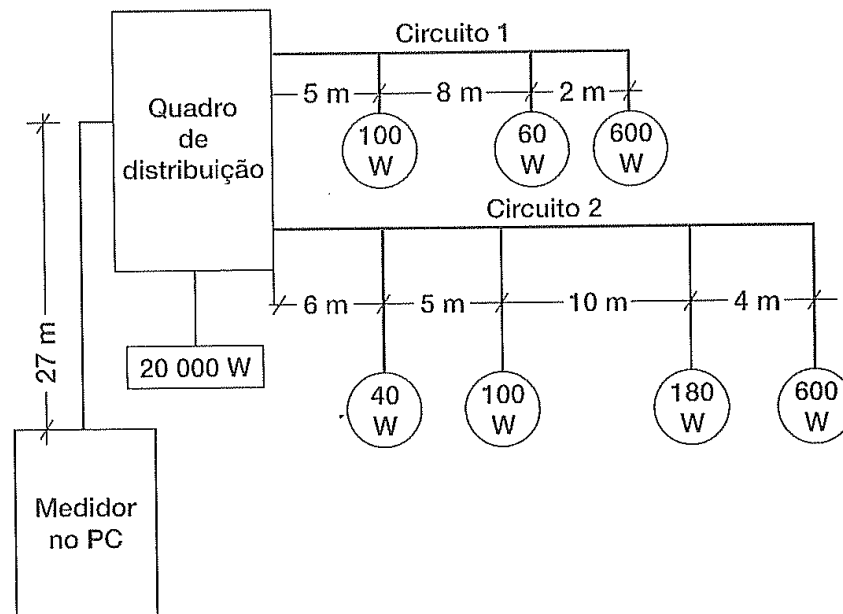 Circuito 1
5 m
8 m
2 m
Quadro
de
distribuição
100
W
60
W
600
W
Circuito 2
6 m
5 m
10 m
4 m
27 m
20 000 W
40
W
100
W
180
W
600
W
Medidor
no PC